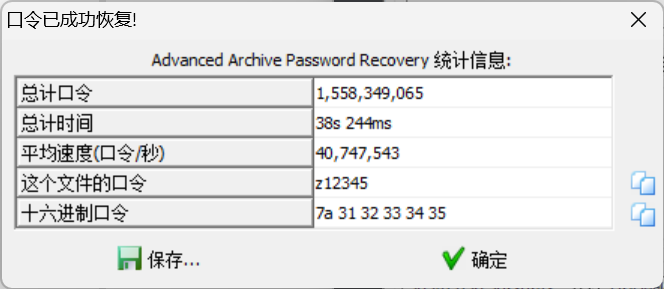 口令已成功恢复!
Advanced Archive Password Recovery 统计信息:
总计口令 1,558,349,065
总计时间 38s 244ms
平均速度(口令/秒) 40,747,543
这个文件的口令 z12345
十六进制口令 7a 31 32 33 34 35
保存... 确定